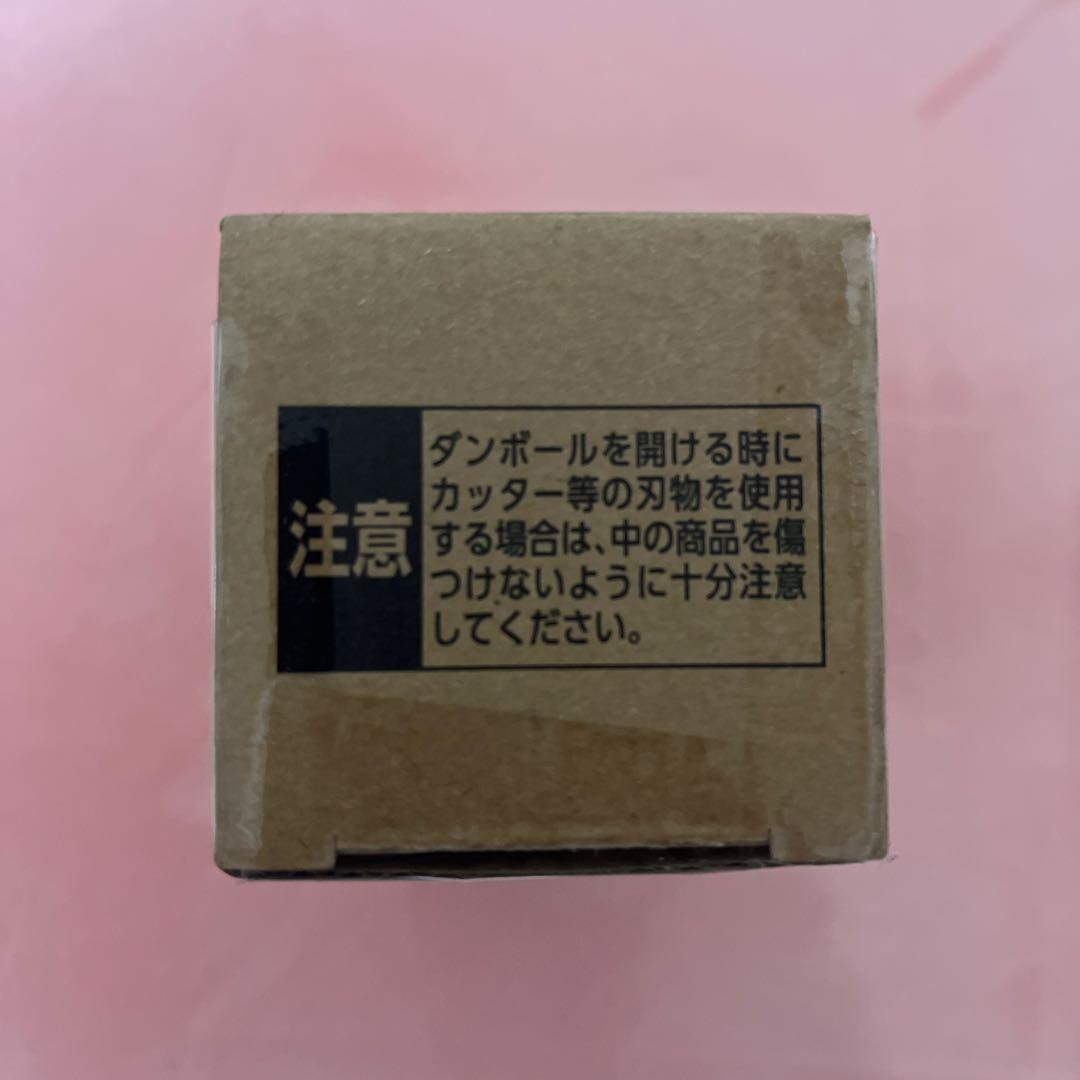 注意
ダンボールを開ける時に
カッター等の刃物を使用
する場合は、中の商品を傷
つけないように十分注意
してください。